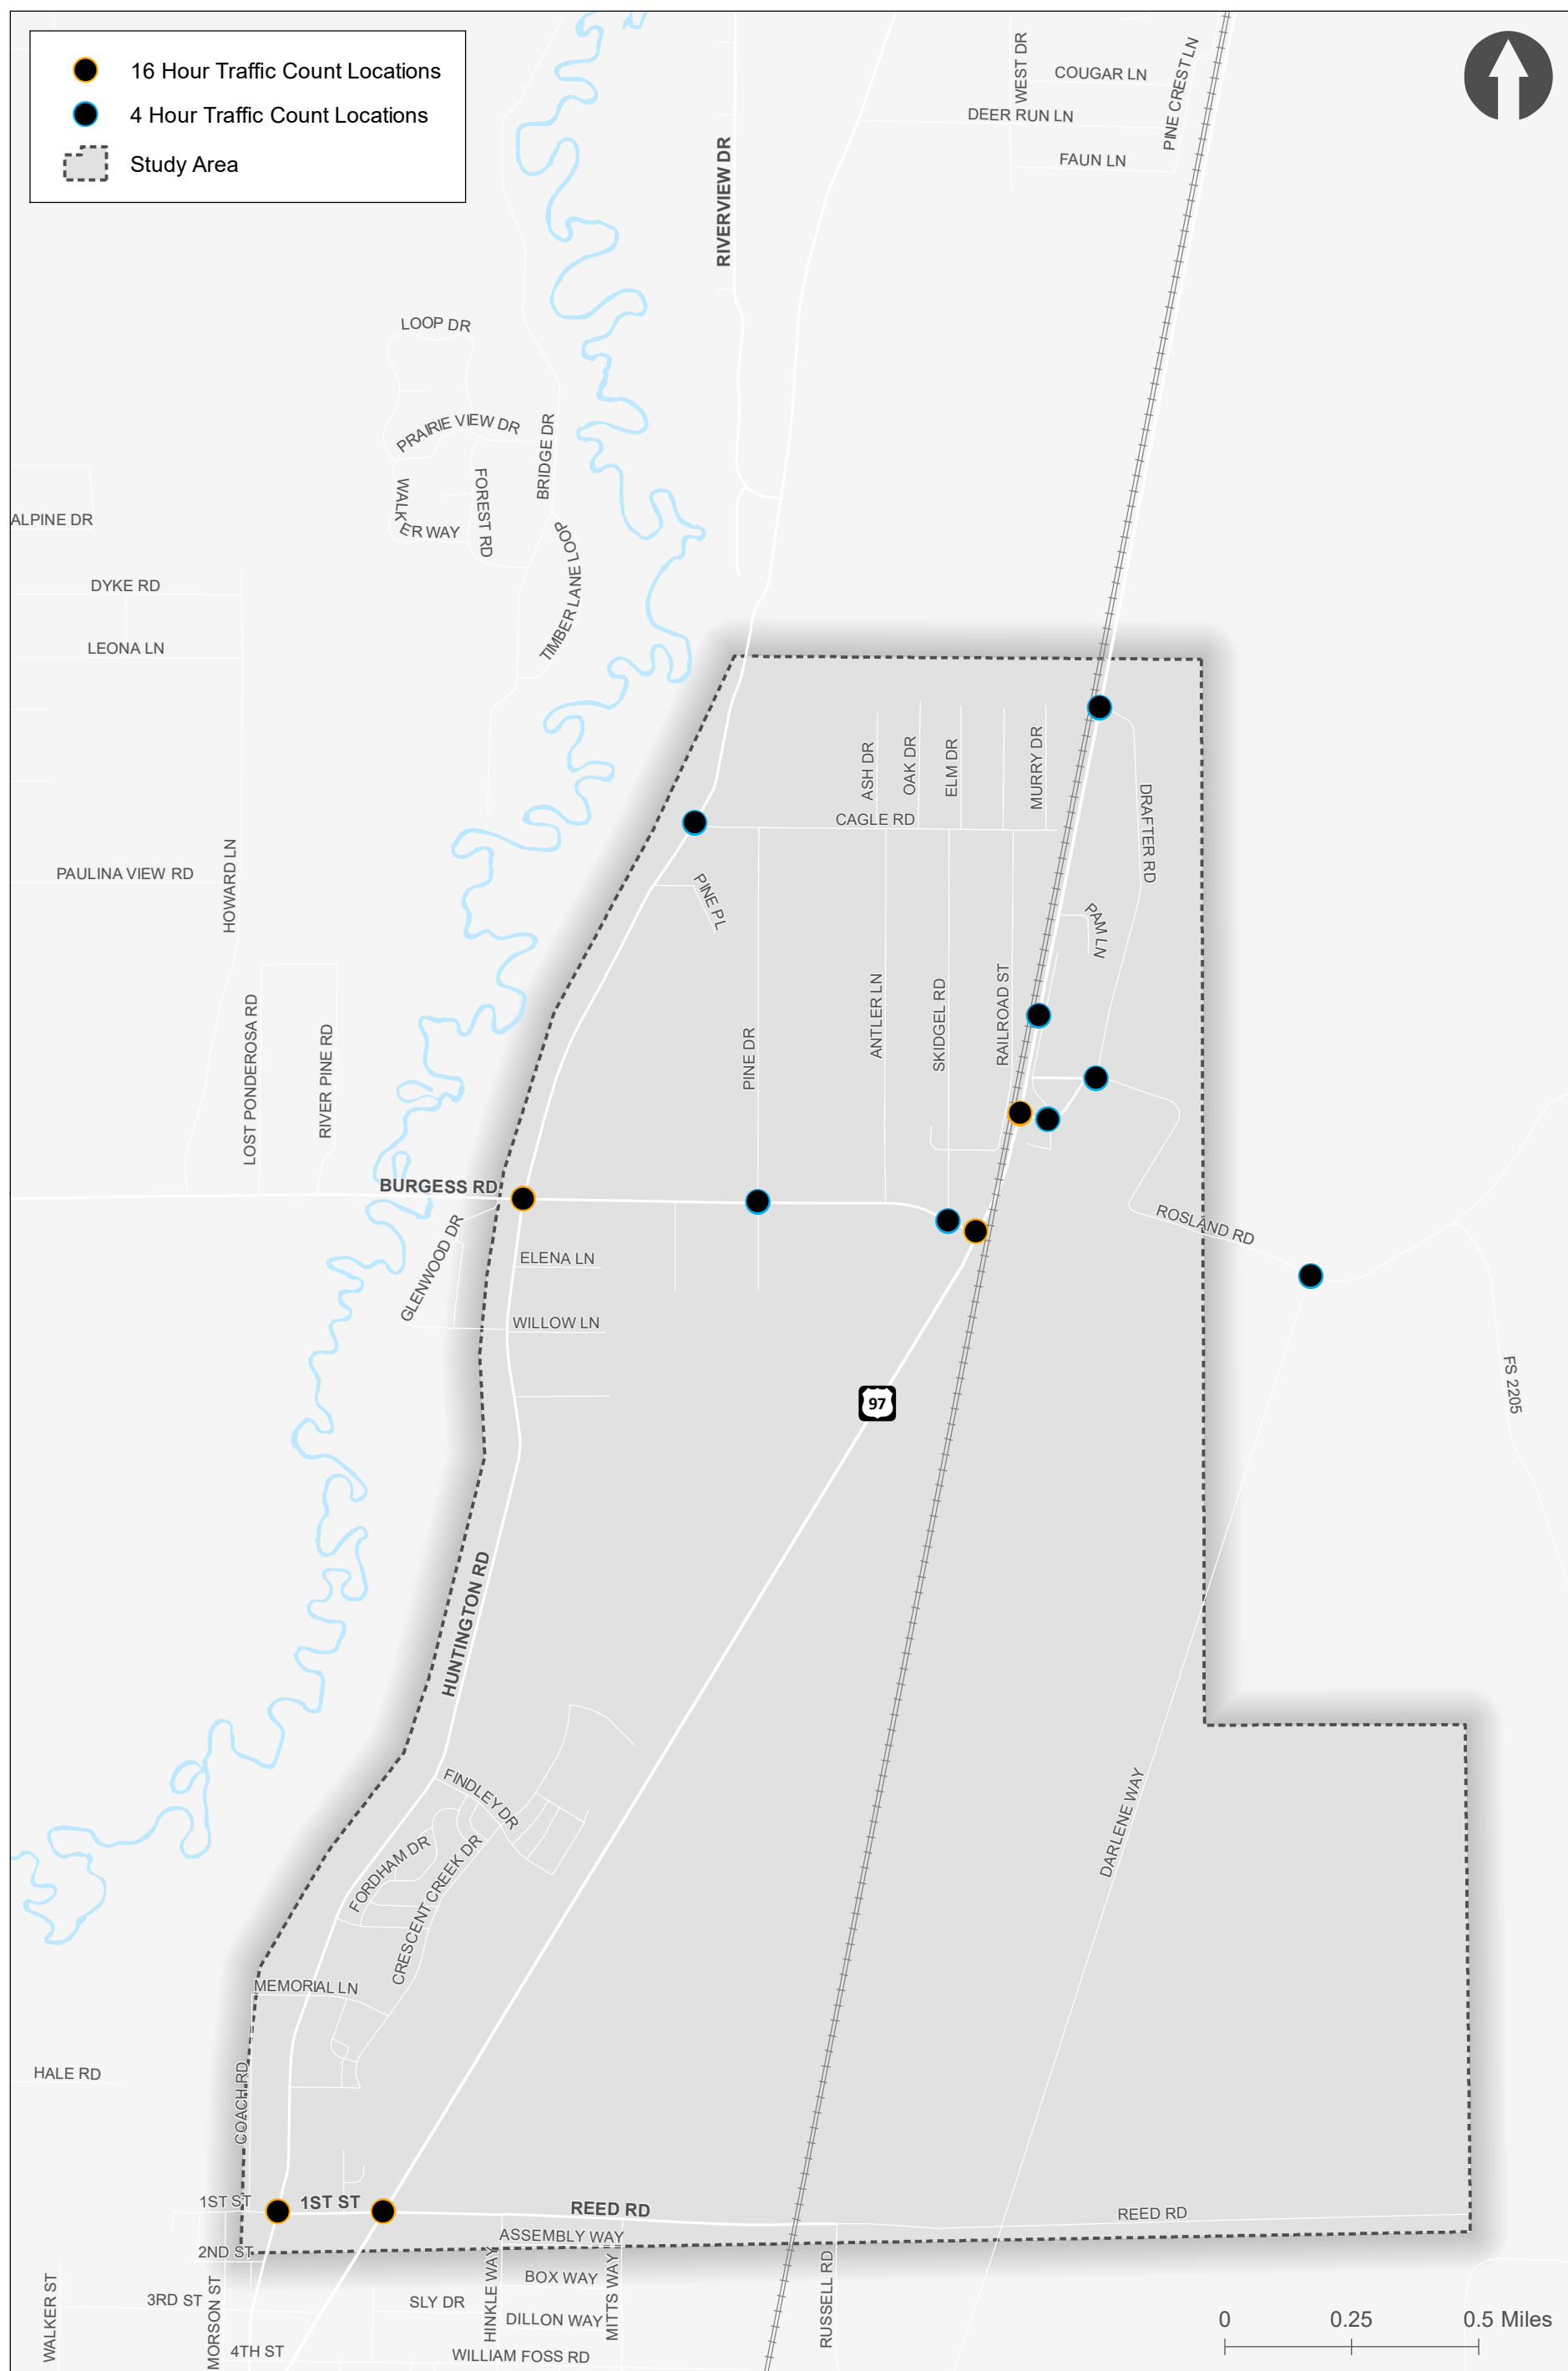 16 Hour Traffic Count Locations
4 Hour Traffic Count Locations
Study Area
WEST DR
COUGAR LN
PINE CREST LN
DEER RUN LN
FAUN LN
RIVERVIEW DR
LOOP DR
PRAIRIE VIEW DR
BRIDGE DR
WALKER WAY
FOREST RD
ALPINE DR
TIMBER LANE LOOP
DYKE RD
LEONA LN
ASH DR
OAK DR
ELM DR
MURRY DR
DRAFTER RD
CAGLE RD
HOWARD LN
PAULINA VIEW RD
PINE PL
PAM LN
LOST PONDEROSA RD
RIVER PINE RD
PINE DR
ANTLER LN
SKIDGEL RD
RAILROAD ST
BURGESS RD
ROSLAND RD
GLENWOOD DR
ELENA LN
WILLOW LN
97
FS 2205
HUNTINGTON RD
FINDLEY DR
FORDHAM DR
CRESCENT CREEK DR
DARLENE WAY
MEMORIAL LN
HALE RD
COACH RD
1ST ST
1ST ST
REED RD
REED RD
ASSEMBLY WAY
2ND ST
WALKER ST
3RD ST
MORSON ST
SLY DR
HINKLE WAY
BOX WAY
DILLON WAY
MITTS WAY
RUSSELL RD
4TH ST
WILLIAM FOSS RD
0 0.25 0.5 Miles